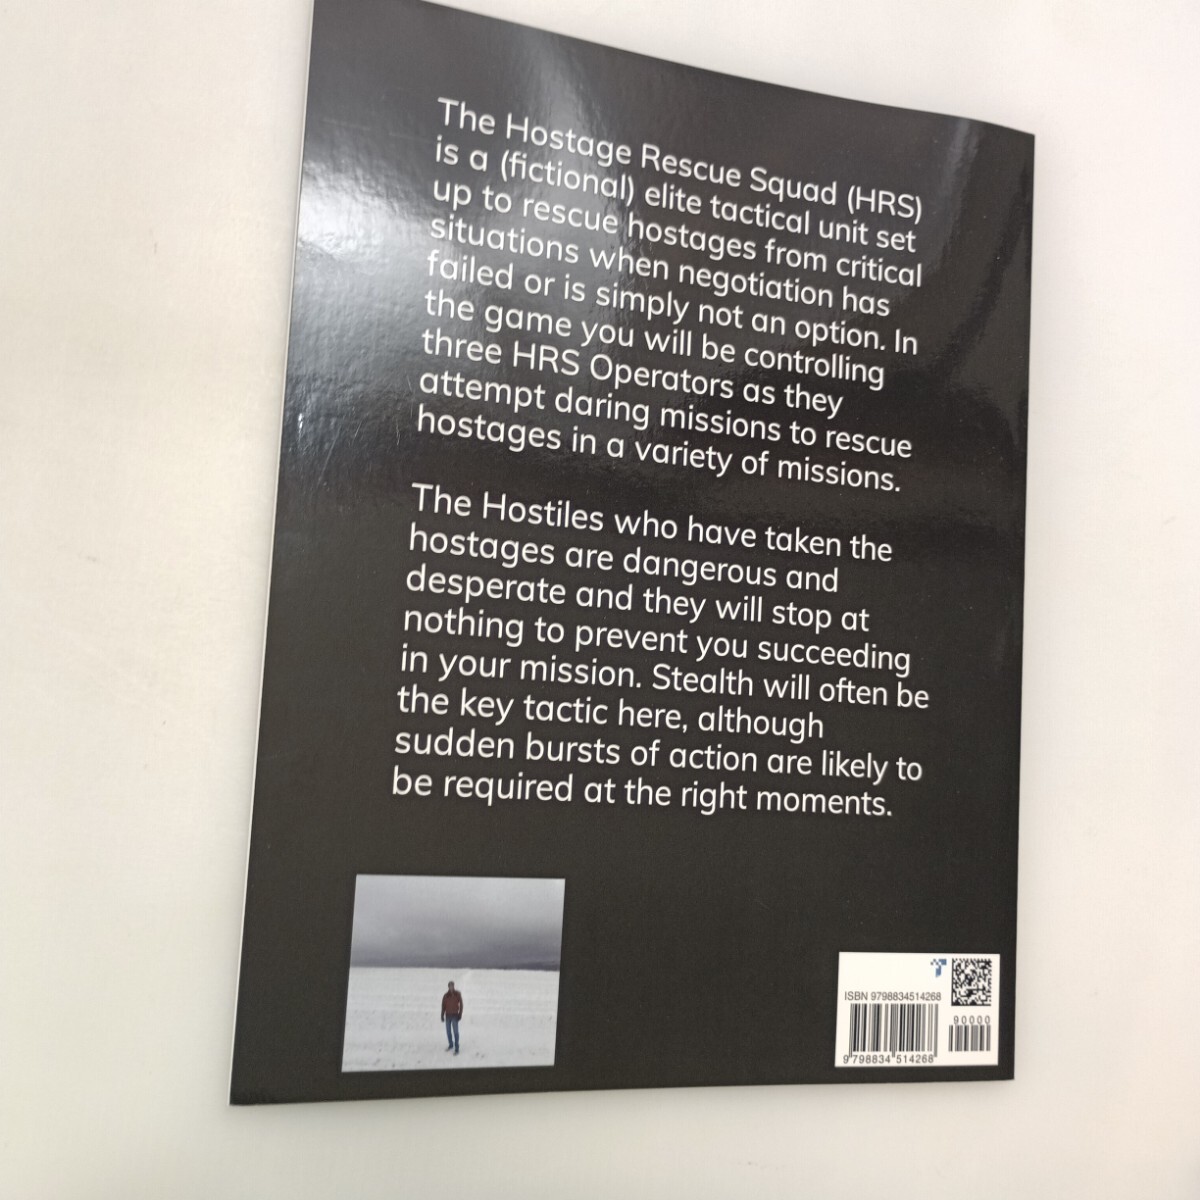 The Hostage Rescue Squad (HRS)
is a (fictional) elite tactical unit set
up to rescue hostages from critical
situations when negotiation has
failed or is simply not an option. In
the game you will be controlling
three HRS Operators as they
attempt daring missions to rescue
hostages in a variety of missions.
The Hostiles who have taken the
hostages are dangerous and
desperate and they will stop at
nothing to prevent you succeeding
in your mission. Stealth will often be
the key tactic here, although
sudden bursts of action are likely to
be required at the right moments.
ISBN 9798834514268
90000
9 798834 514268